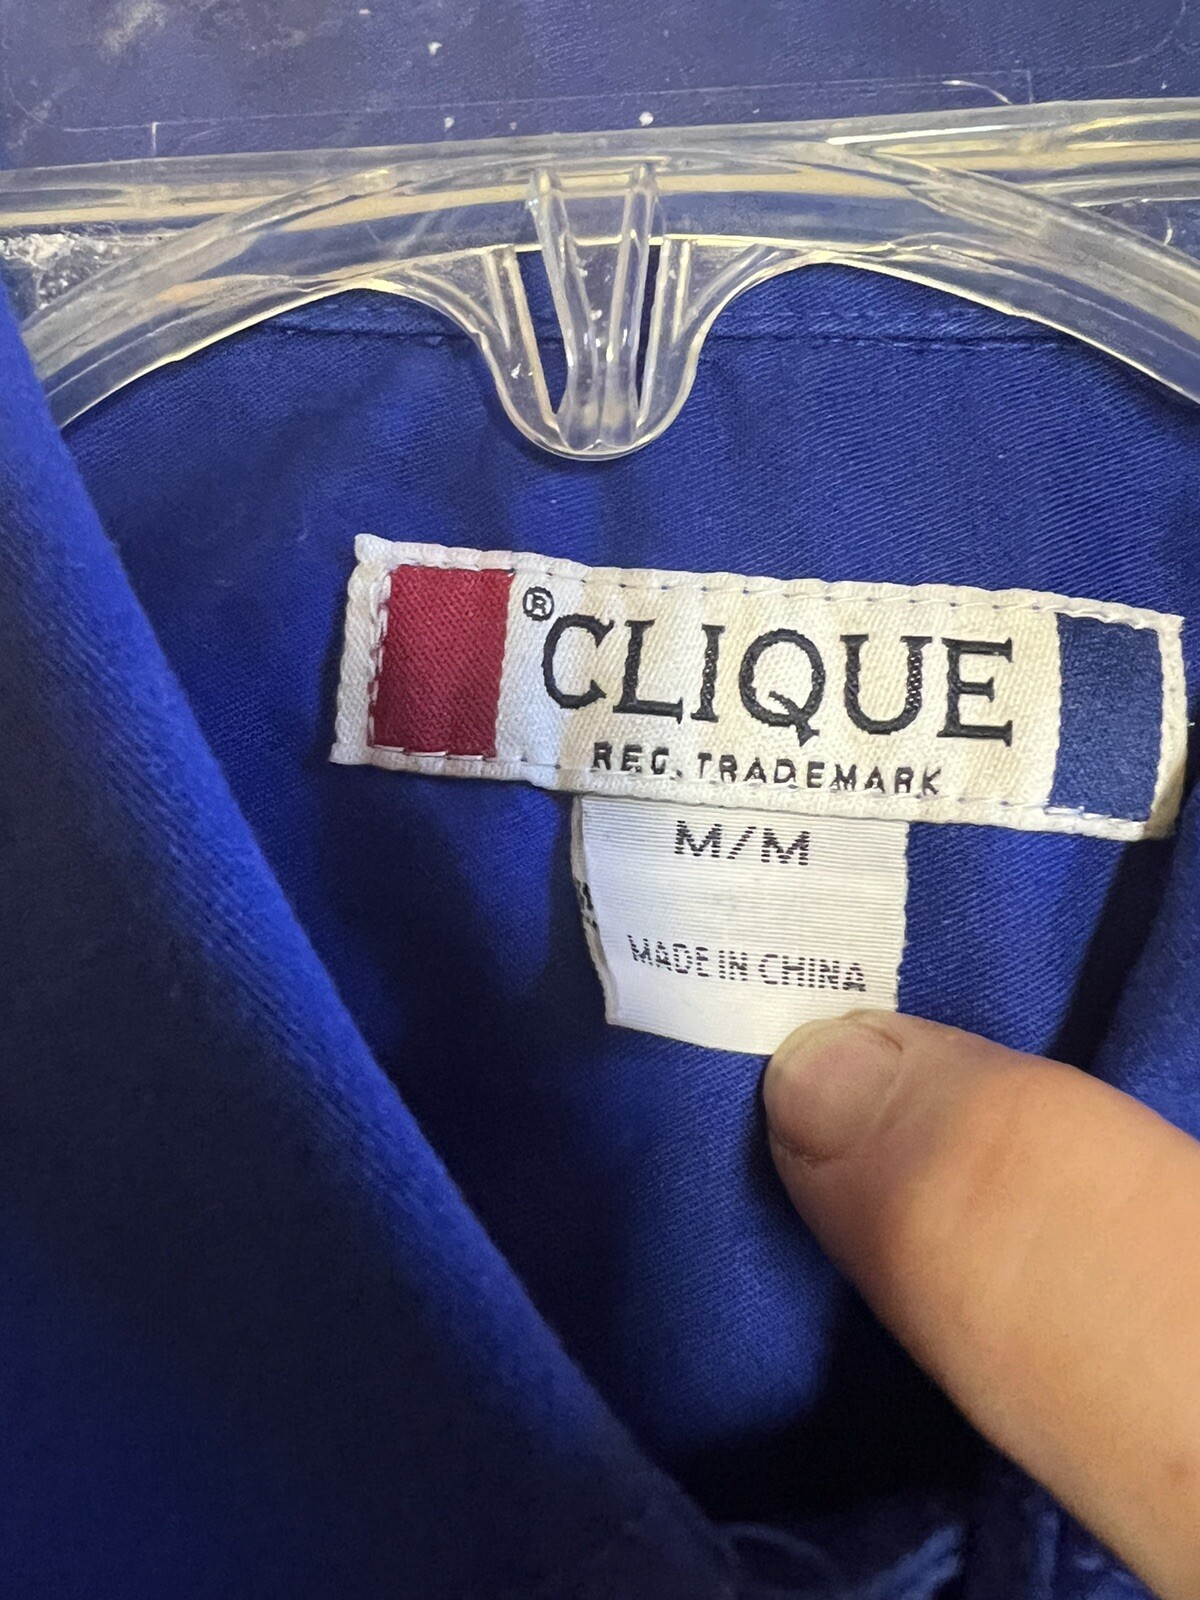 ®CLIQUE
REG. TRADEMARK
M/M
MADE IN CHINA